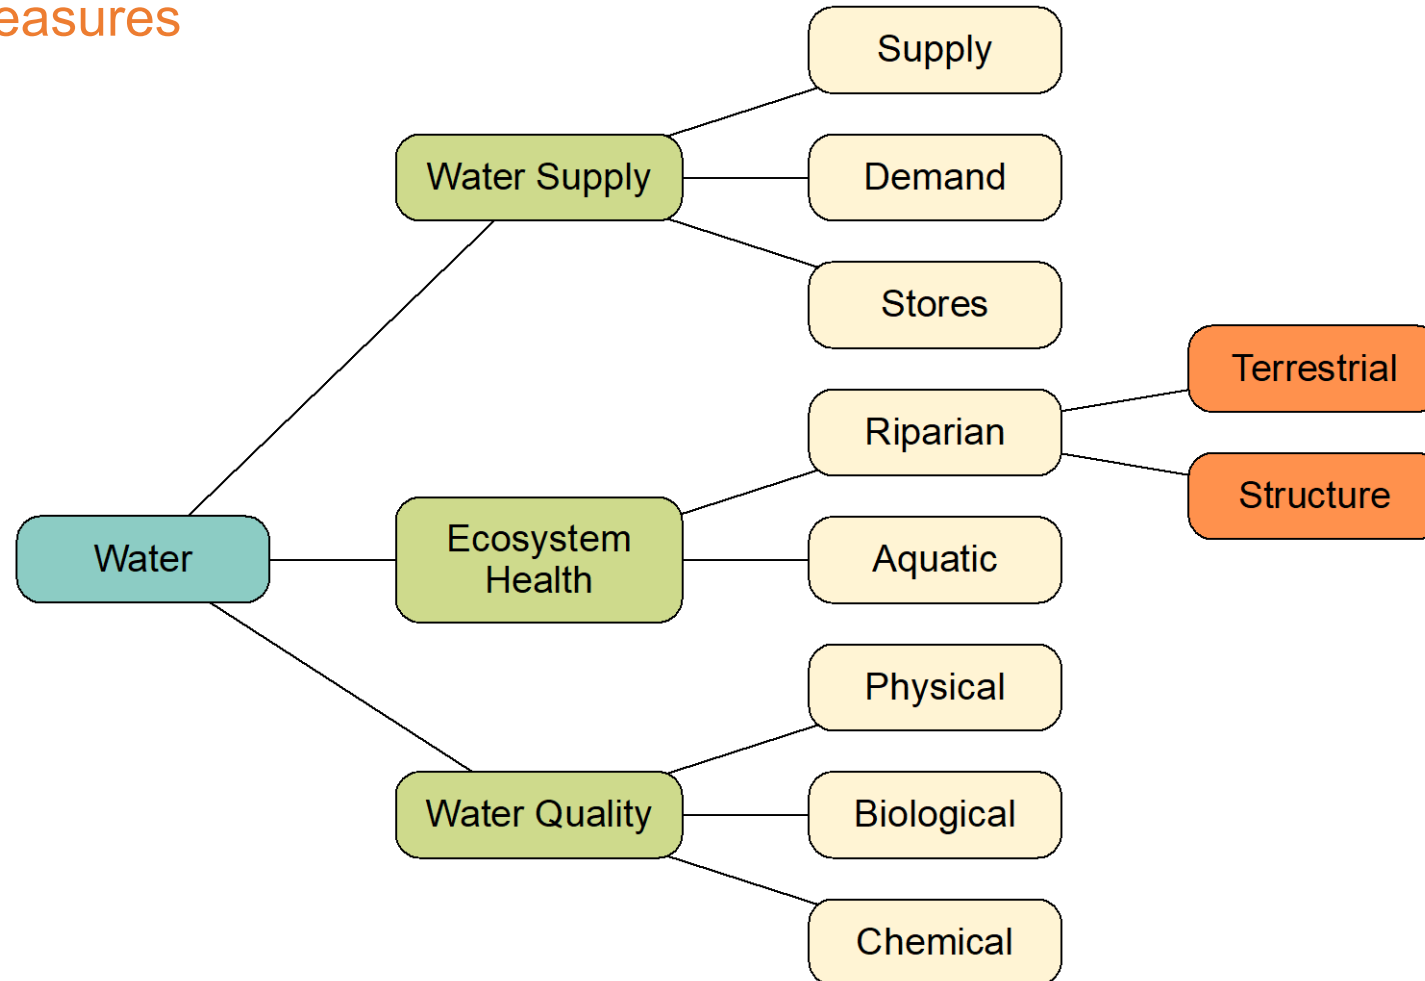 easures
Supply
Water Supply
Demand
Stores
Terrestrial
Riparian
Structure
Water
Ecosystem
Health
Aquatic
Physical
Water Quality
Biological
Chemical